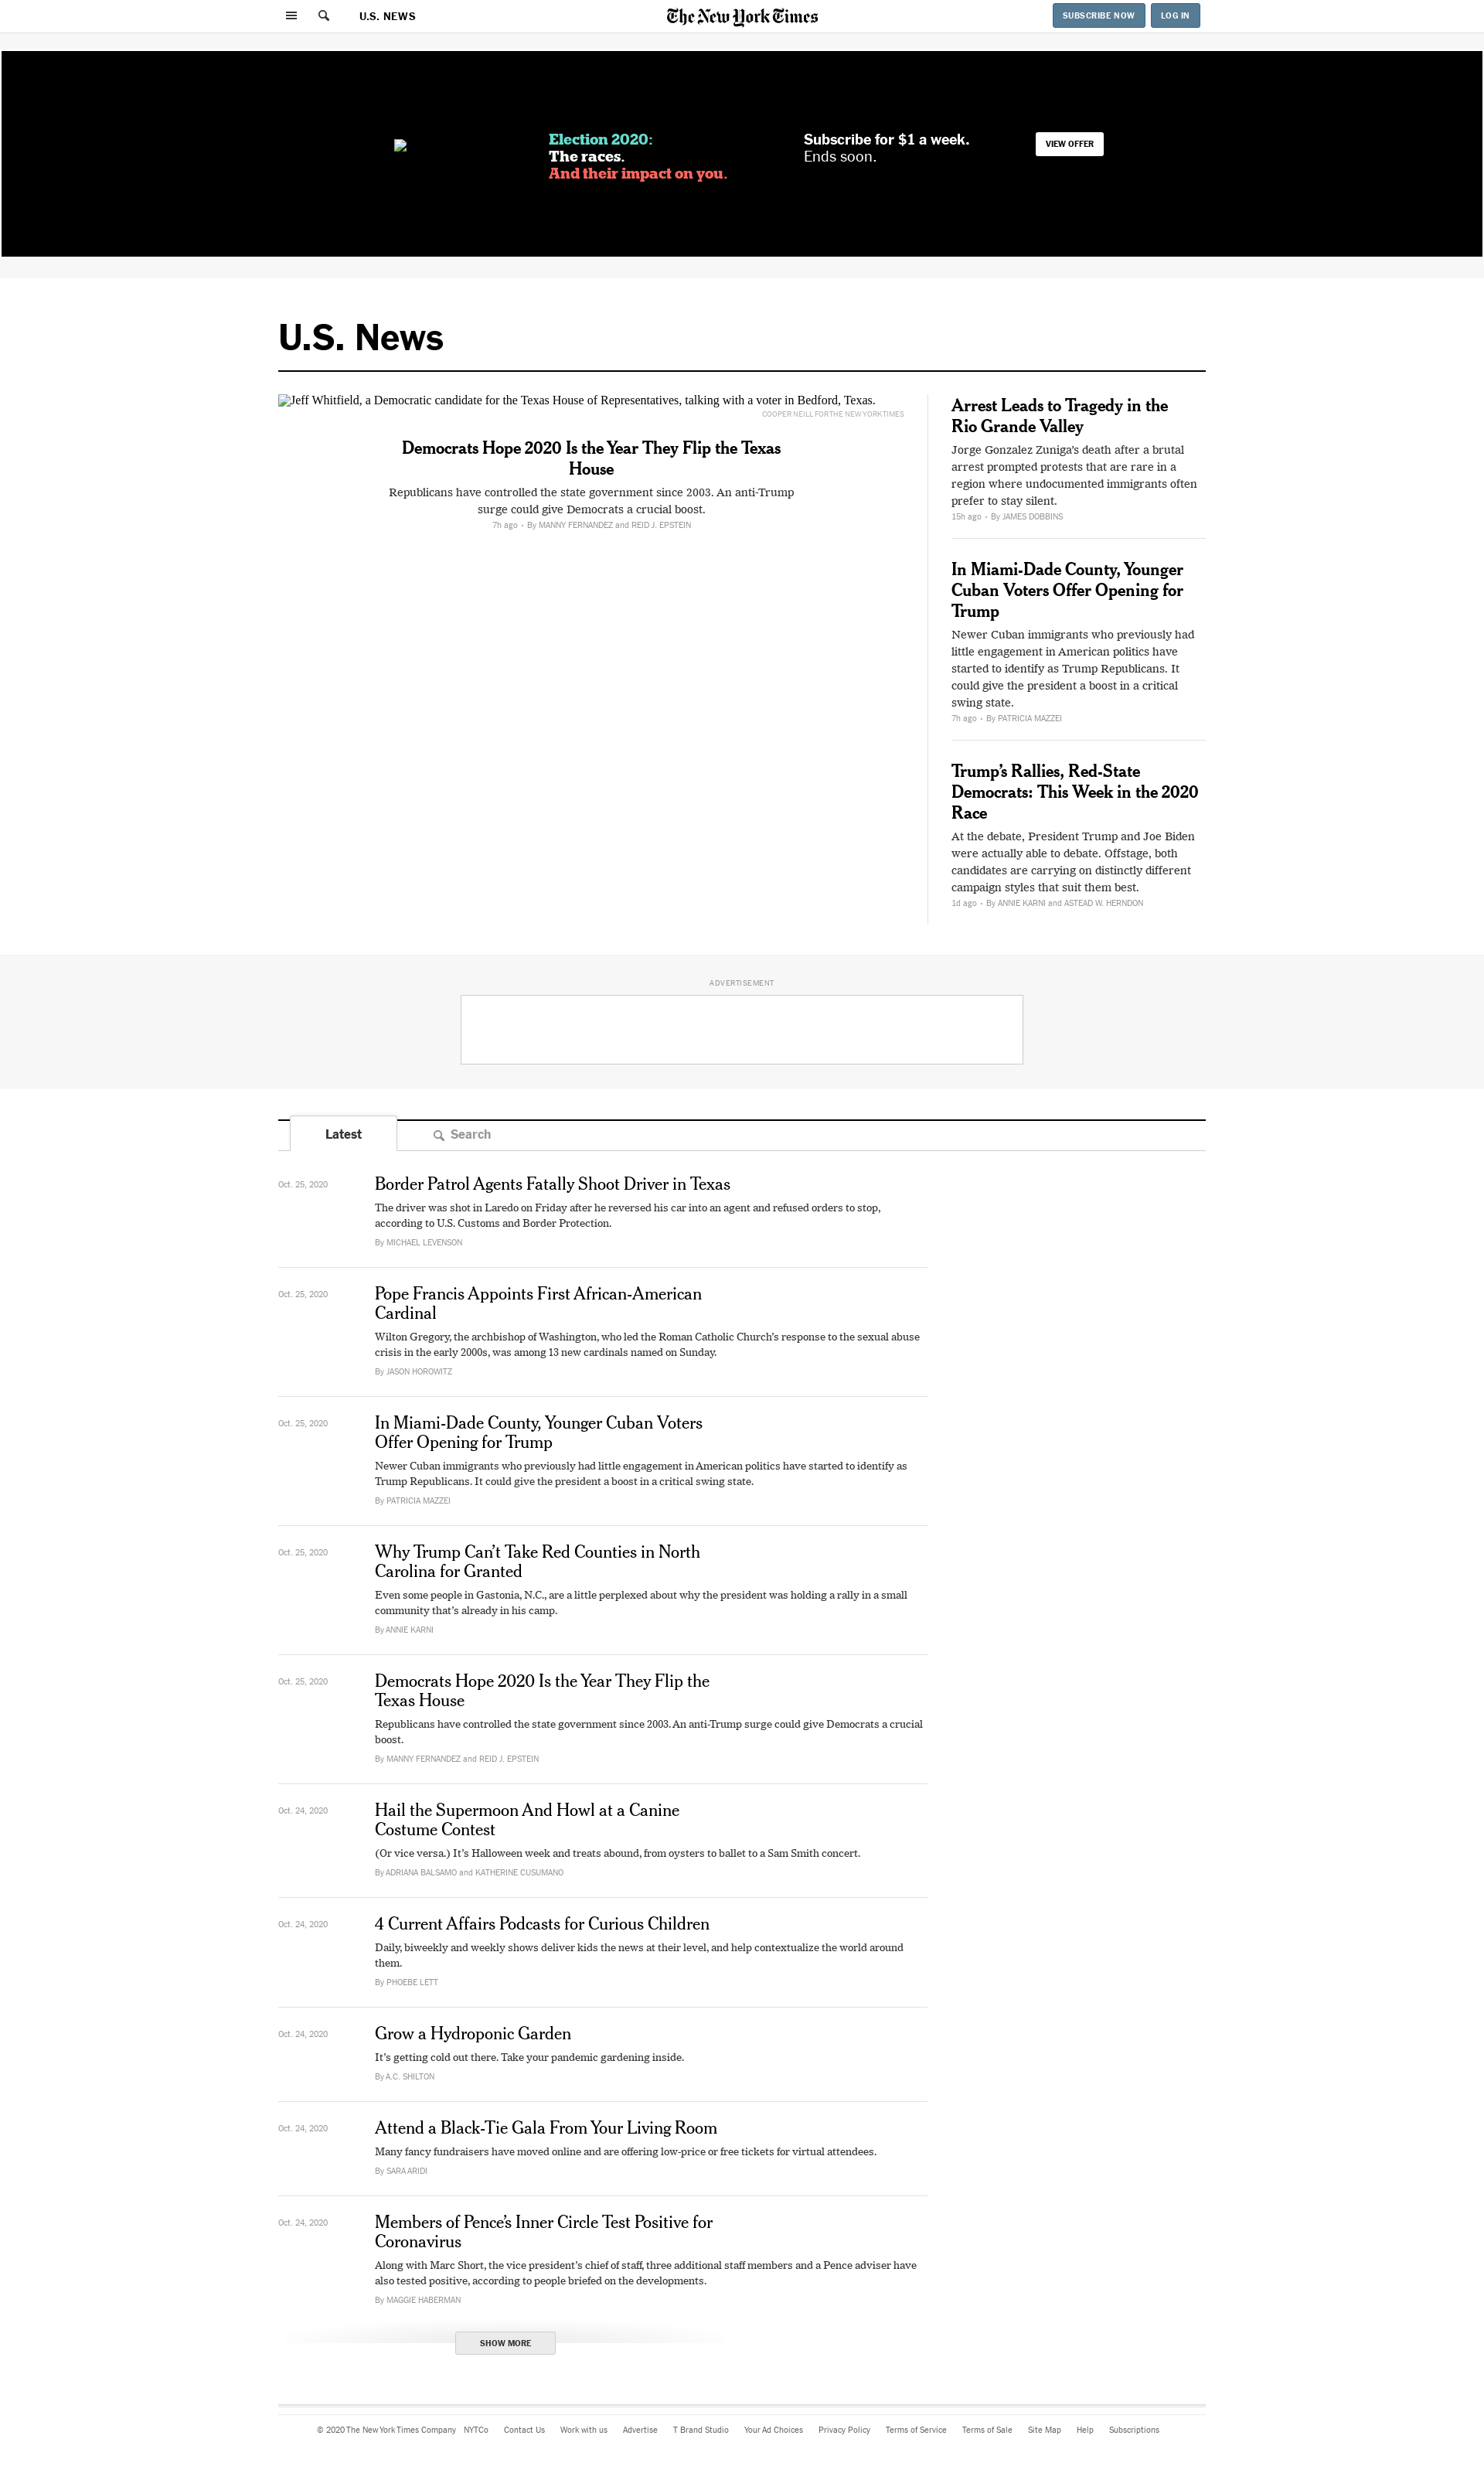 U.S. NEWS
The New York Times
SUBSCRIBE NOW
LOG IN
Election 2020:
The races.
And their impact on you.
Subscribe for $1 a week.
Ends soon.
VIEW OFFER
U.S. News
Jeff Whitfield, a Democratic candidate for the Texas House of Representatives, talking with a voter in Bedford, Texas.
COOPER NEILL FOR THE NEW YORK TIMES
Democrats Hope 2020 Is the Year They Flip the Texas
House
Republicans have controlled the state government since 2003. An anti-Trump
surge could give Democrats a crucial boost.
7h ago • By MANNY FERNANDEZ and REID J. EPSTEIN
Arrest Leads to Tragedy in the
Rio Grande Valley
Jorge Gonzalez Zuniga’s death after a brutal
arrest prompted protests that are rare in a
region where undocumented immigrants often
prefer to stay silent.
15h ago • By JAMES DOBBINS
In Miami-Dade County, Younger
Cuban Voters Offer Opening for
Trump
Newer Cuban immigrants who previously had
little engagement in American politics have
started to identify as Trump Republicans. It
could give the president a boost in a critical
swing state.
7h ago • By PATRICIA MAZZEI
Trump’s Rallies, Red-State
Democrats: This Week in the 2020
Race
At the debate, President Trump and Joe Biden
were actually able to debate. Offstage, both
candidates are carrying on distinctly different
campaign styles that suit them best.
1d ago • By ANNIE KARNI and ASTEAD W. HERNDON
ADVERTISEMENT
Latest
Search
Oct. 25, 2020
Border Patrol Agents Fatally Shoot Driver in Texas
The driver was shot in Laredo on Friday after he reversed his car into an agent and refused orders to stop,
according to U.S. Customs and Border Protection.
By MICHAEL LEVENSON
Oct. 25, 2020
Pope Francis Appoints First African-American
Cardinal
Wilton Gregory, the archbishop of Washington, who led the Roman Catholic Church’s response to the sexual abuse
crisis in the early 2000s, was among 13 new cardinals named on Sunday.
By JASON HOROWITZ
Oct. 25, 2020
In Miami-Dade County, Younger Cuban Voters
Offer Opening for Trump
Newer Cuban immigrants who previously had little engagement in American politics have started to identify as
Trump Republicans. It could give the president a boost in a critical swing state.
By PATRICIA MAZZEI
Oct. 25, 2020
Why Trump Can’t Take Red Counties in North
Carolina for Granted
Even some people in Gastonia, N.C., are a little perplexed about why the president was holding a rally in a small
community that’s already in his camp.
By ANNIE KARNI
Oct. 25, 2020
Democrats Hope 2020 Is the Year They Flip the
Texas House
Republicans have controlled the state government since 2003. An anti-Trump surge could give Democrats a crucial
boost.
By MANNY FERNANDEZ and REID J. EPSTEIN
Oct. 24, 2020
Hail the Supermoon And Howl at a Canine
Costume Contest
(Or vice versa.) It’s Halloween week and treats abound, from oysters to ballet to a Sam Smith concert.
By ADRIANA BALSAMO and KATHERINE CUSUMANO
Oct. 24, 2020
4 Current Affairs Podcasts for Curious Children
Daily, biweekly and weekly shows deliver kids the news at their level, and help contextualize the world around
them.
By PHOEBE LETT
Oct. 24, 2020
Grow a Hydroponic Garden
It’s getting cold out there. Take your pandemic gardening inside.
By A.C. SHILTON
Oct. 24, 2020
Attend a Black-Tie Gala From Your Living Room
Many fancy fundraisers have moved online and are offering low-price or free tickets for virtual attendees.
By SARA ARIDI
Oct. 24, 2020
Members of Pence’s Inner Circle Test Positive for
Coronavirus
Along with Marc Short, the vice president’s chief of staff, three additional staff members and a Pence adviser have
also tested positive, according to people briefed on the developments.
By MAGGIE HABERMAN
SHOW MORE
© 2020 The New York Times Company NYTCo Contact Us Work with us Advertise T Brand Studio Your Ad Choices Privacy Policy Terms of Service Terms of Sale Site Map Help Subscriptions